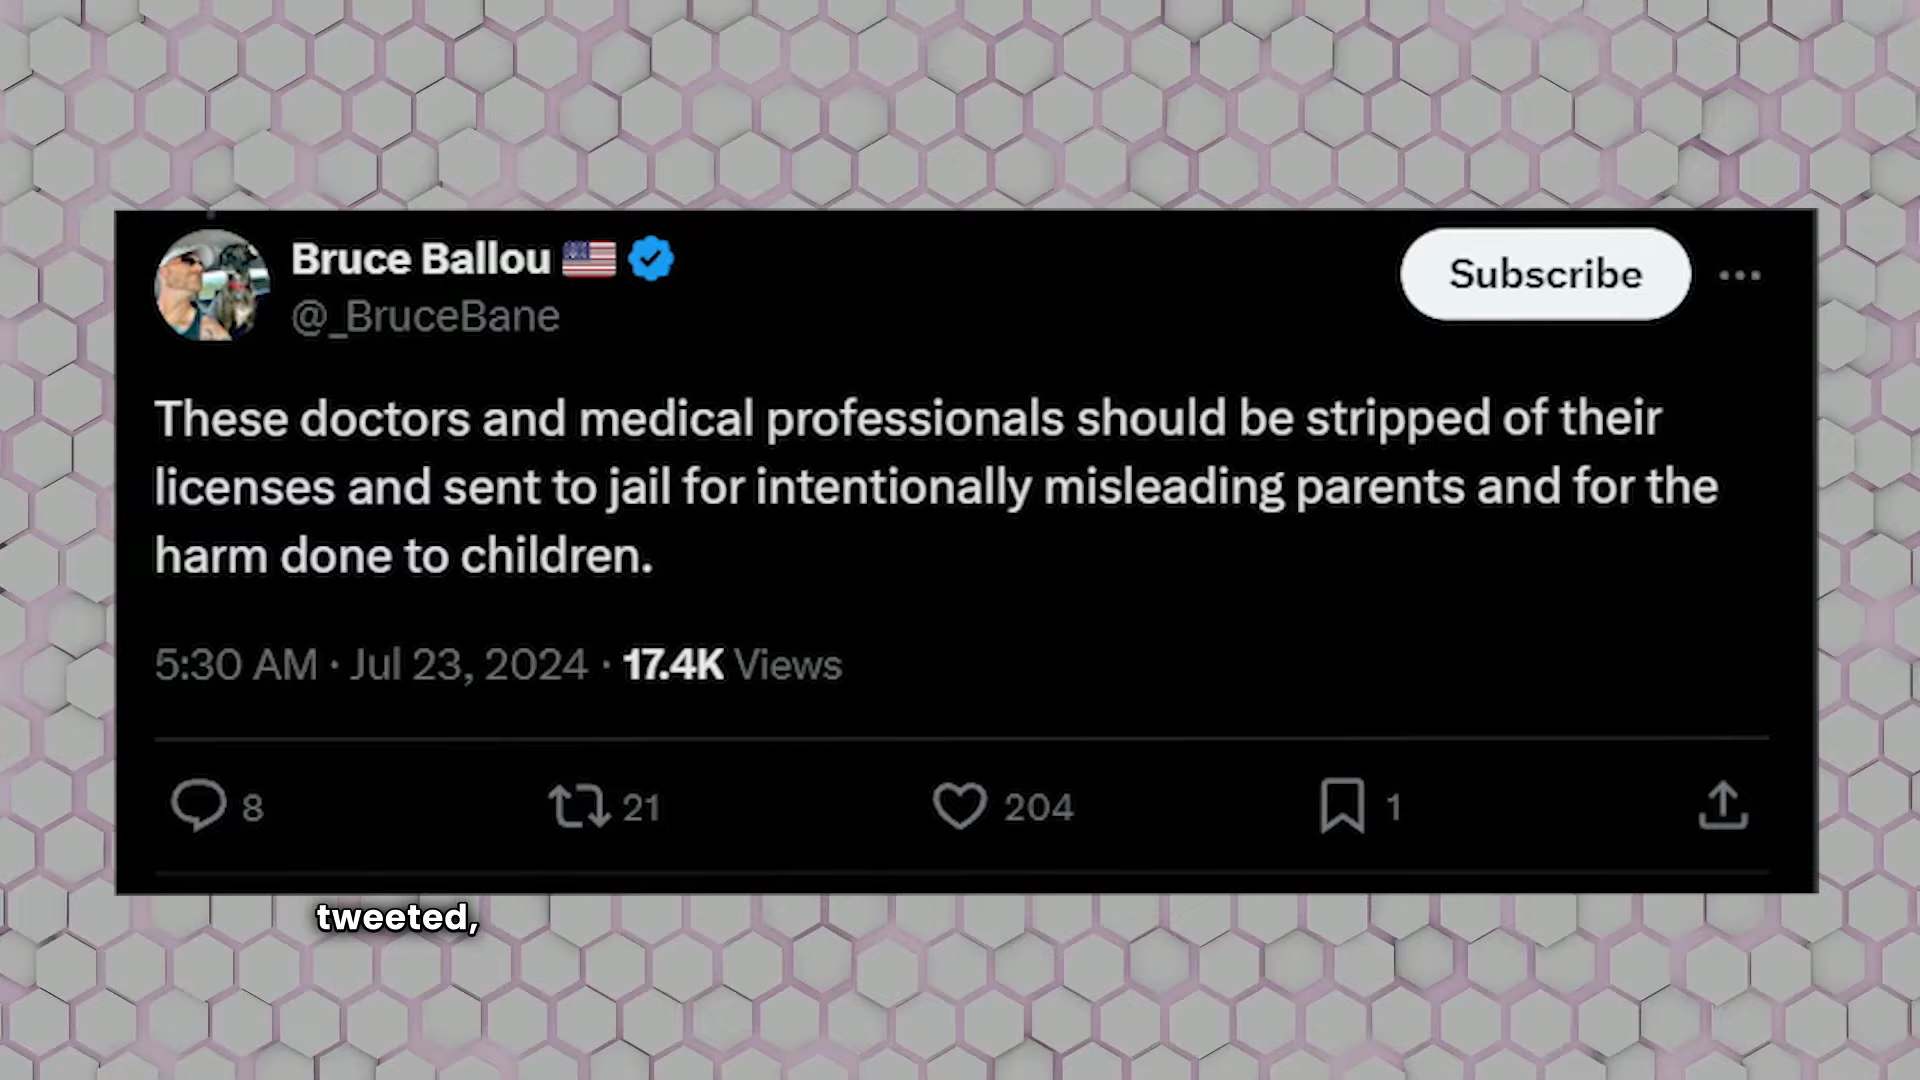 Bruce Ballou
@_BruceBane
Subscribe
These doctors and medical professionals should be stripped of their
licenses and sent to jail for intentionally misleading parents and for the
harm done to children.
5:30 AM · Jul 23, 2024 · 17.4K Views
8 21 204 1
tweeted,